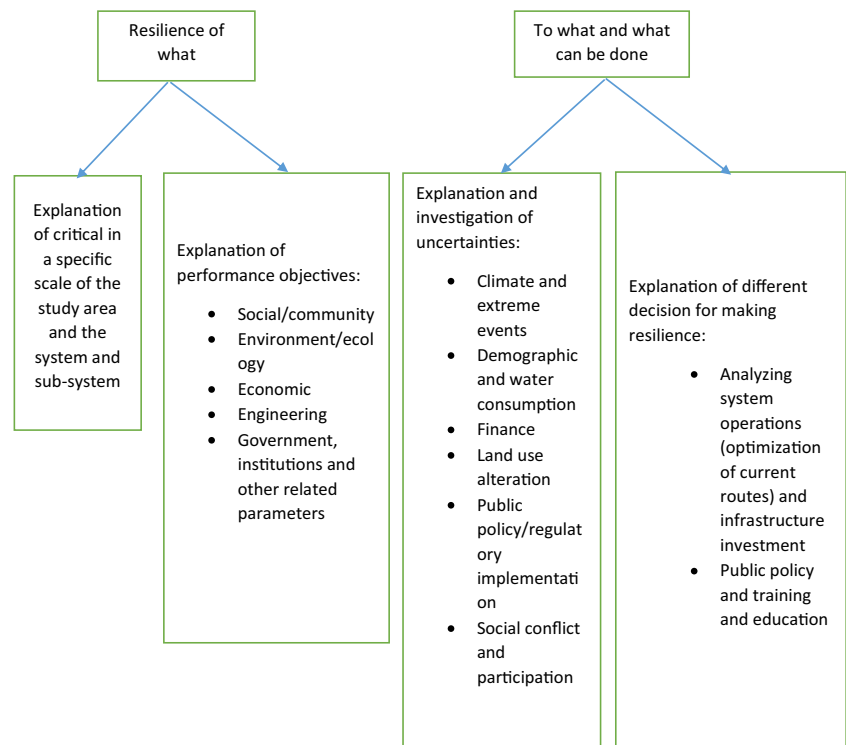 Resilience of
what
To what and what
can be done
Explanation
of critical in
a specific
scale of the
study area
and the
system and
sub-system
Explanation of
performance objectives:
• Social/community
• Environment/ecol
ogy
• Economic
• Engineering
• Government,
institutions and
other related
parameters
Explanation and
investigation of
uncertainties:
• Climate and
extreme
events
• Demographic
and water
consumption
• Finance
• Land use
alteration
• Public
policy/regulat
ory
implementati
on
• Social conflict
and
participation
Explanation of different
decision for making
resilience:
• Analyzing
system
operations
(optimization
of current
routes) and
infrastructure
investment
• Public policy
and training
and education